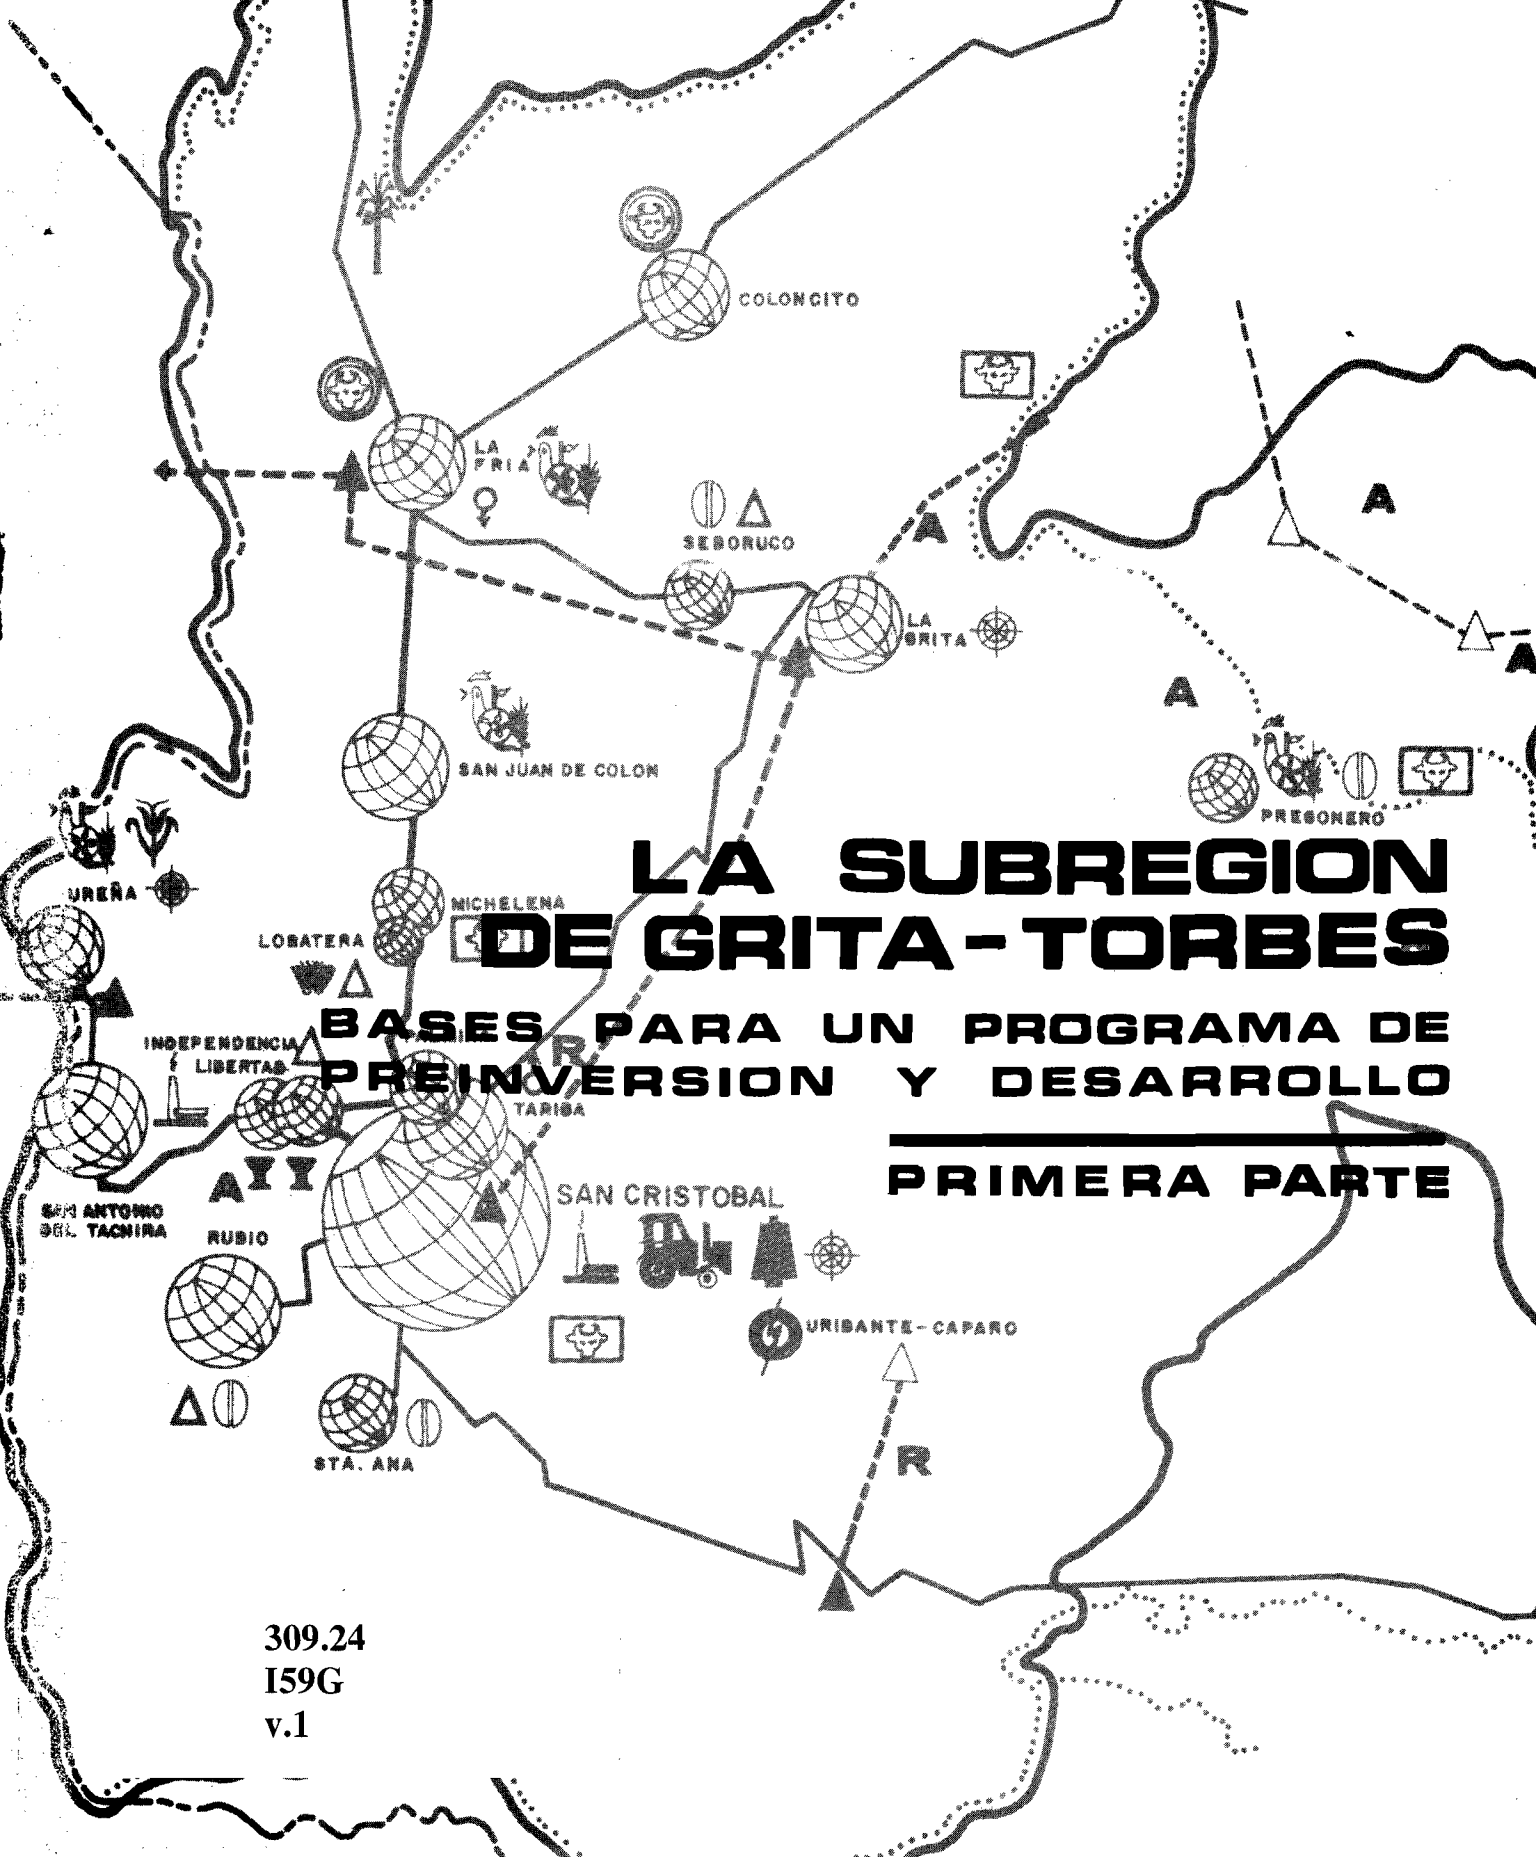 COLONCITO
LA
FRIA
SEBORUCO
A
A
LA
GRITA
A
A
SAN JUAN DE COLON
PREGONERO
LA SUBREGION
DE GRITA-TORBES
UREÑA
MICHELENA
LOBATERA
BASES PARA UN PROGRAMA DE
PREINVERSION Y DESARROLLO
INDEPENDENCIA
LIBERTAD
R
TARIBA
PRIMERA PARTE
A
SAN CRISTOBAL
SAN ANTONIO
DEL TACHIRA
RUBIO
URIBANTE-CAPARO
STA. ANA
R
309.24
I59G
v.1